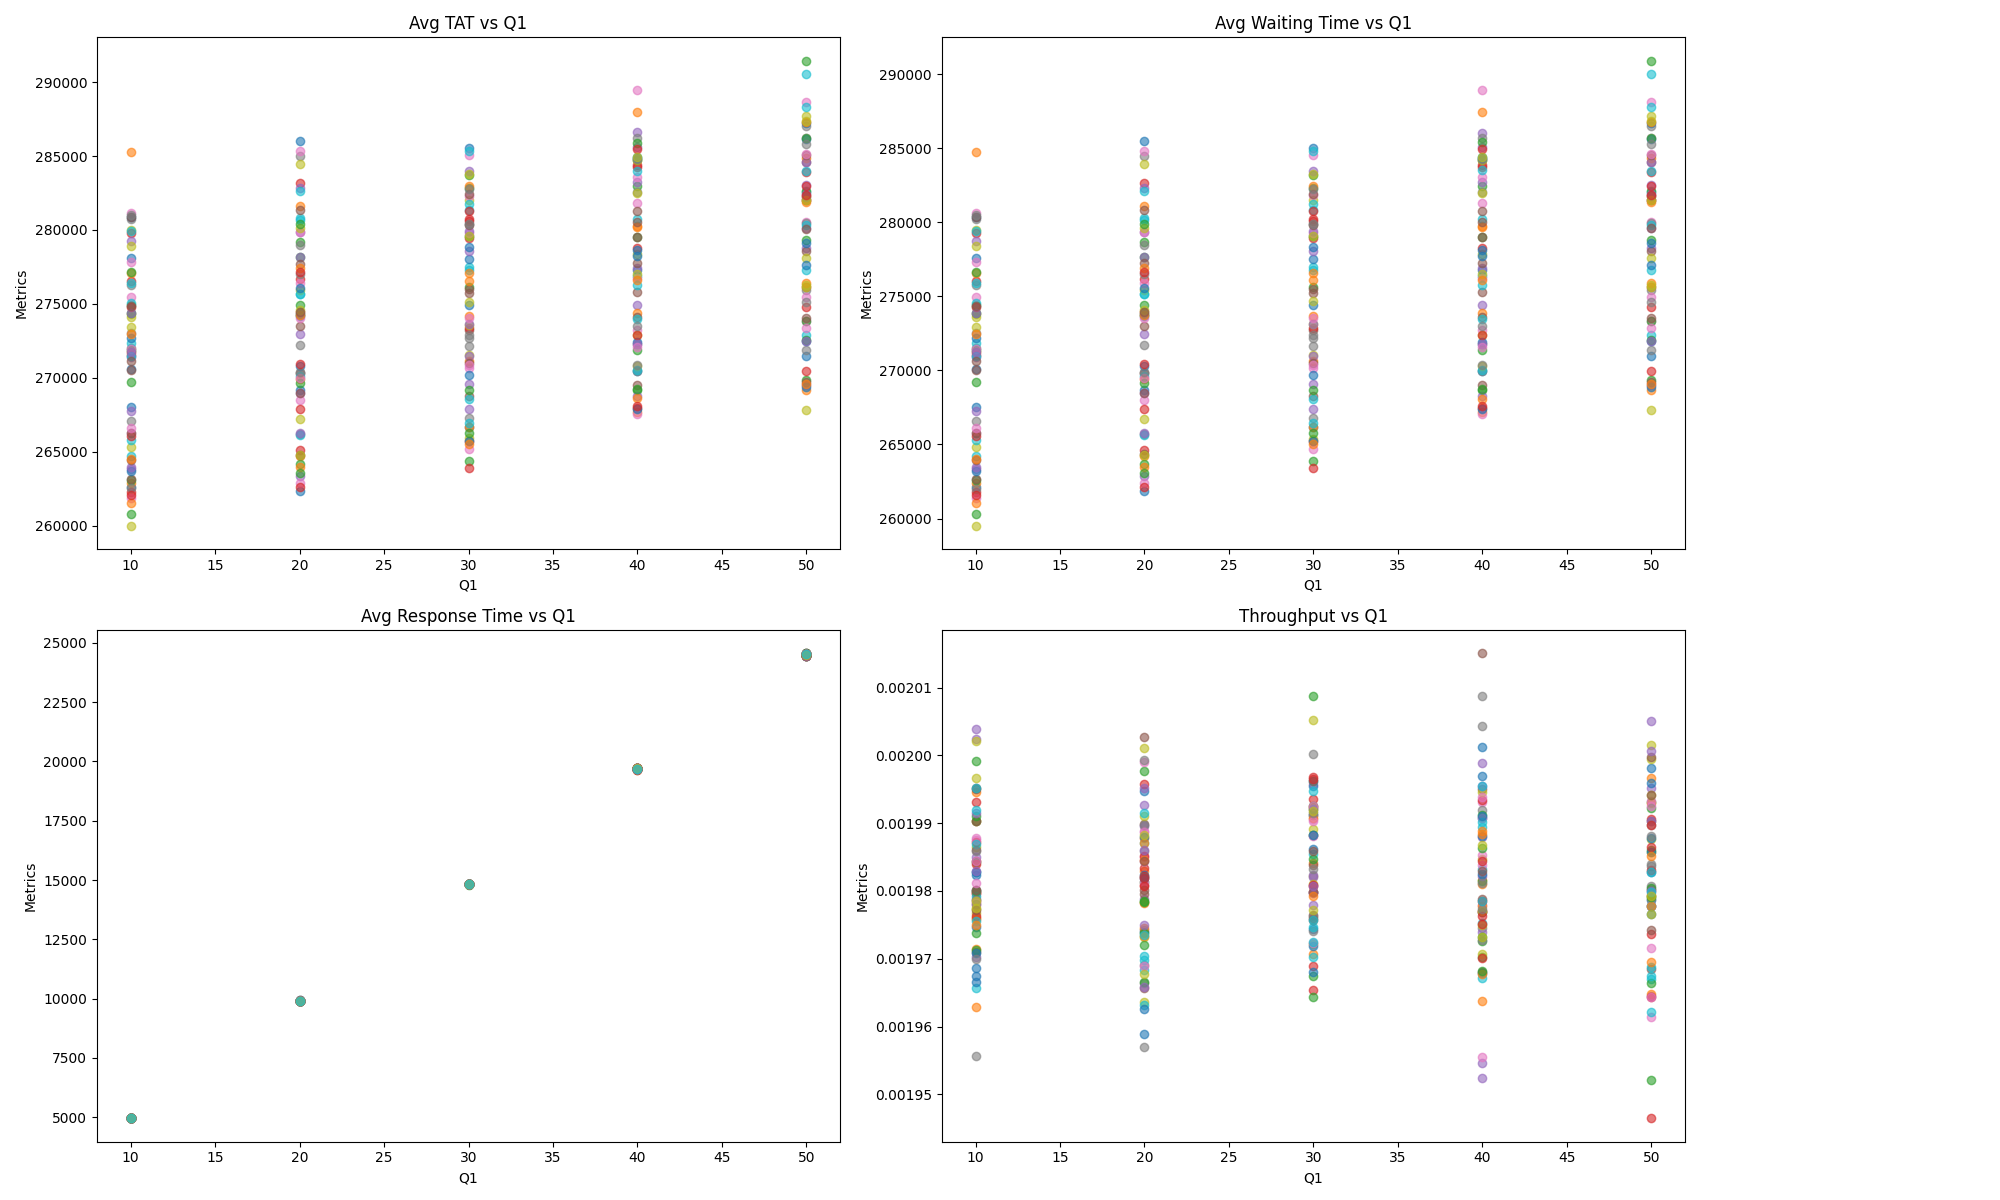 Avg TAT vs Q1
290000
285000
280000
275000
270000
265000
260000
Metrics
10 15 20 25 30 35 40 45 50
Q1
Avg Waiting Time vs Q1
290000
285000
280000
275000
270000
265000
260000
Metrics
10 15 20 25 30 35 40 45 50
Q1
Avg Response Time vs Q1
25000
22500
20000
17500
15000
12500
10000
7500
5000
Metrics
10 15 20 25 30 35 40 45 50
Q1
Throughput vs Q1
0.00201
0.00200
0.00199
0.00198
0.00197
0.00196
0.00195
Metrics
10 15 20 25 30 35 40 45 50
Q1